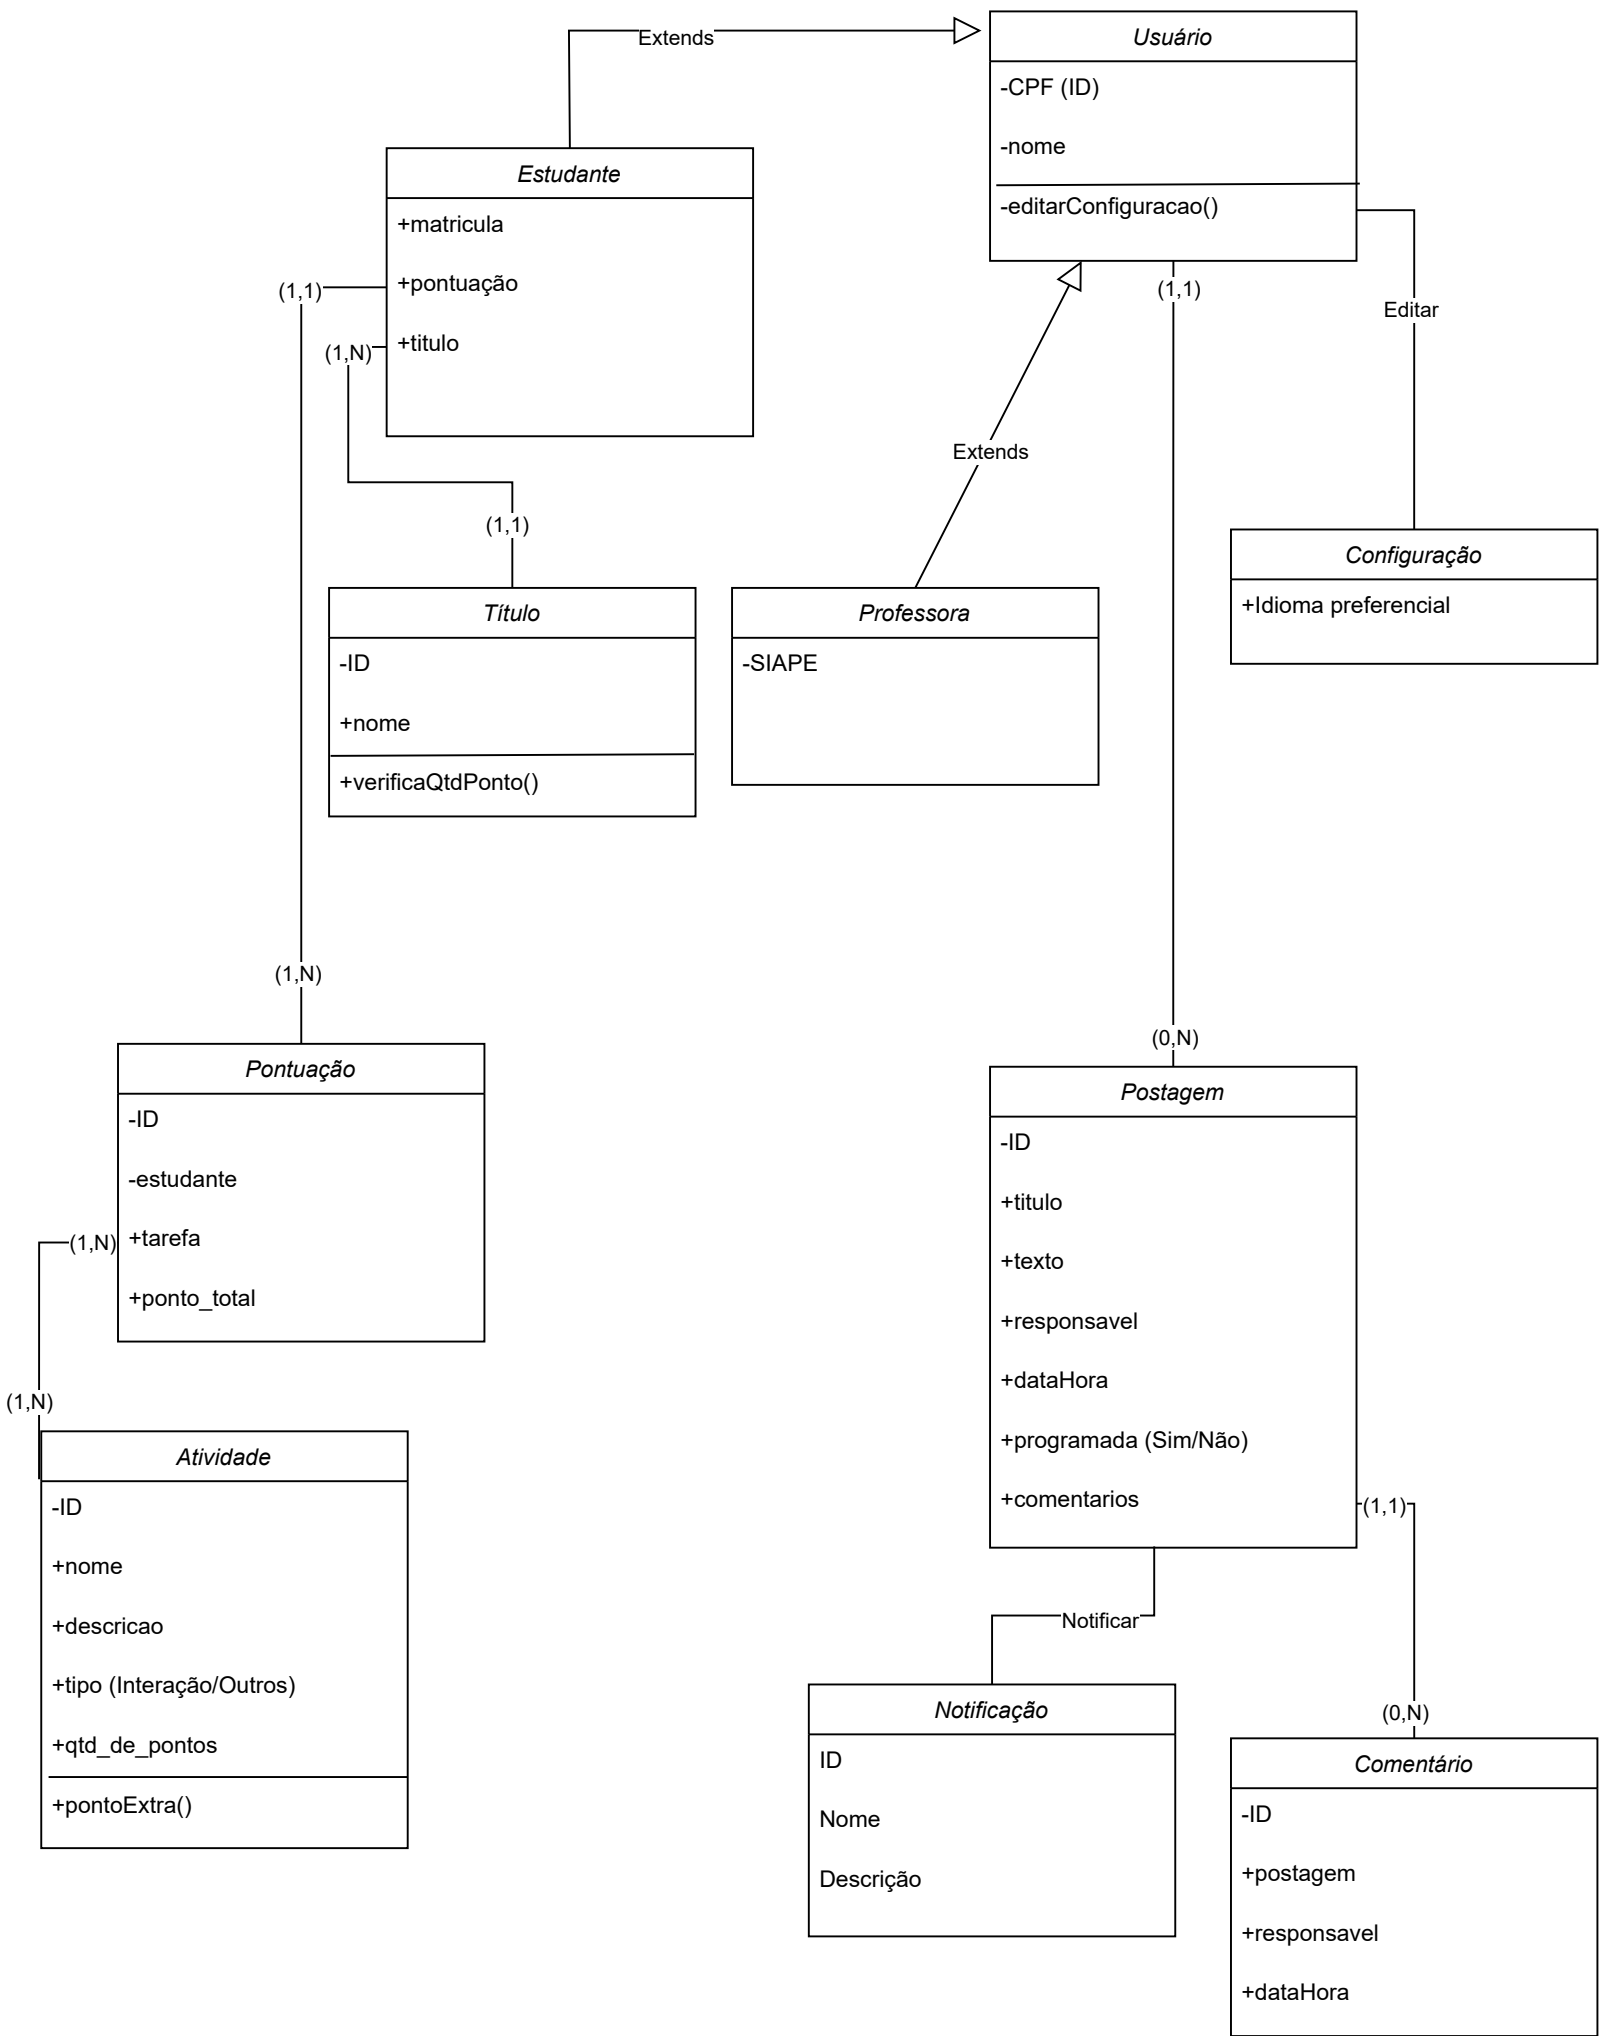 Extends
Usuário
-CPF (ID)
-nome
-editarConfiguracao()
Estudante
+matricula
+pontuação
+titulo
(1,1)
(1,N)
(1,1)
Editar
Extends
(1,1)
Título
-ID
+nome
+verificaQtdPonto()
Professora
-SIAPE
Configuração
+Idioma preferencial
(1,N)
(0,N)
Pontuação
-ID
-estudante
+tarefa
+ponto_total
(1,N)
(1,N)
Postagem
-ID
+titulo
+texto
+responsavel
+dataHora
+programada (Sim/Não)
+comentarios
(1,1)
Atividade
-ID
+nome
+descricao
+tipo (Interação/Outros)
+qtd_de_pontos
+pontoExtra()
Notificar
(0,N)
Notificação
ID
Nome
Descrição
Comentário
-ID
+postagem
+responsavel
+dataHora